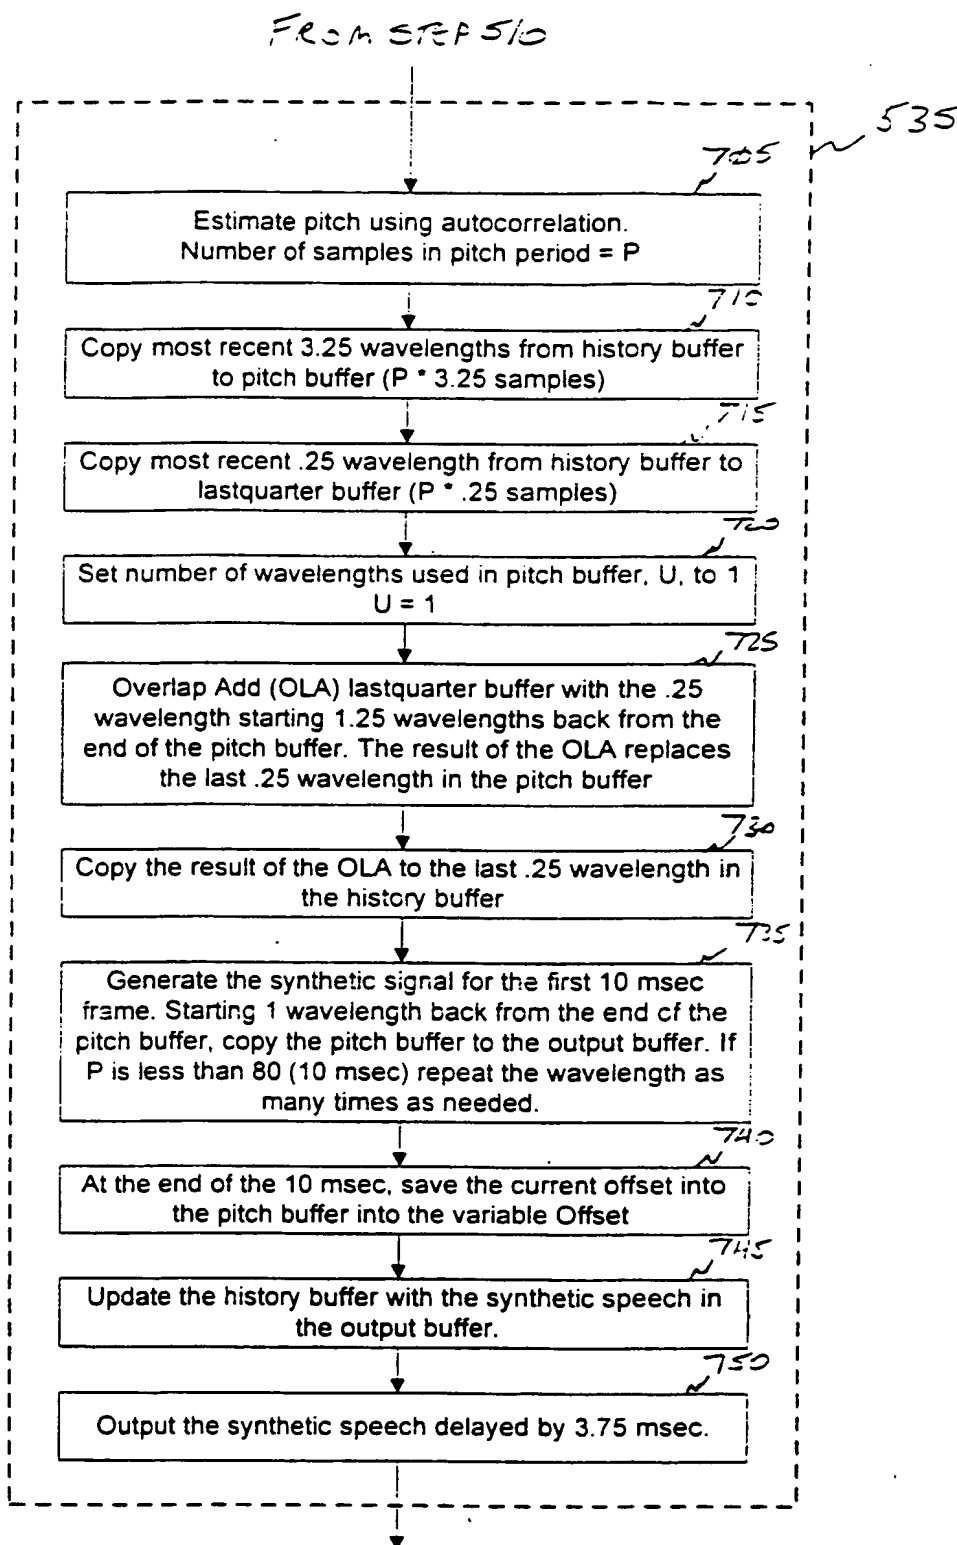 FROM STEP 510
535
705
Estimate pitch using autocorrelation.
Number of samples in pitch period = P
710
Copy most recent 3.25 wavelengths from history buffer
to pitch buffer (P * 3.25 samples)
715
Copy most recent .25 wavelength from history buffer to
lastquarter buffer (P * .25 samples)
720
Set number of wavelengths used in pitch buffer, U, to 1
U = 1
725
Overlap Add (OLA) lastquarter buffer with the .25
wavelength starting 1.25 wavelengths back from the
end of the pitch buffer. The result of the OLA replaces
the last .25 wavelength in the pitch buffer
730
Copy the result of the OLA to the last .25 wavelength in
the history buffer
735
Generate the synthetic signal for the first 10 msec
frame. Starting 1 wavelength back from the end of the
pitch buffer, copy the pitch buffer to the output buffer. If
P is less than 80 (10 msec) repeat the wavelength as
many times as needed.
740
At the end of the 10 msec, save the current offset into
the pitch buffer into the variable Offset
745
Update the history buffer with the synthetic speech in
the output buffer.
750
Output the synthetic speech delayed by 3.75 msec.